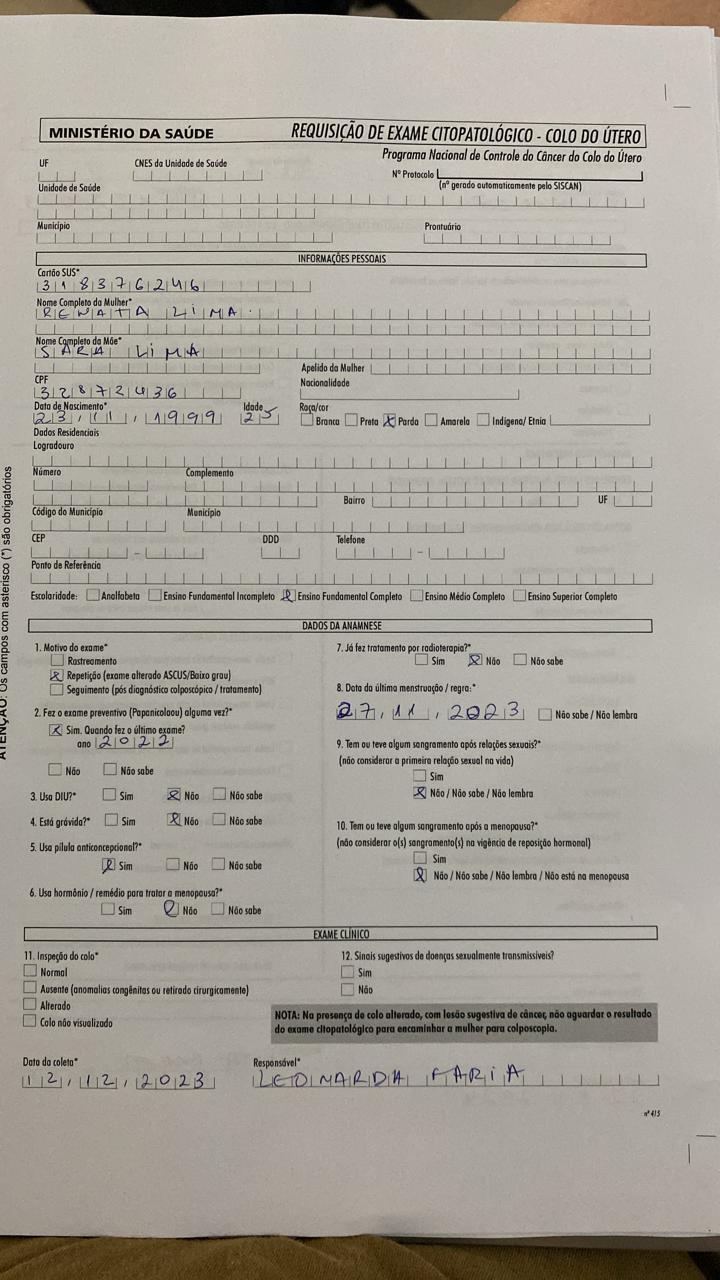 MINISTÉRIO DA SAÚDE REQUISIÇÃO DE EXAME CITOPATOLÓGICO - COLO DO ÚTERO
Programa Nacional de Controle do Câncer do Colo do Útero
UF CNES da Unidade de Saúde Nº Protocolo
Unidade de Saúde (nº gerado automaticamente pelo SISCAN)
Município Prontuário
INFORMAÇÕES PESSOAIS
Cartão SUS*
3183762446
Nome Completo da Mulher*
RENATA LIMA
Nome Completo da Mãe*
SARA LIMA
Apelido da Mulher
CPF Nacionalidade
32872436
Data de Nascimento* Idade Raça/cor
23/11/1999 25 Branca Preta X Parda Amarela Indígena/ Etnia
Dados Residenciais
Logradouro
Número Complemento
Bairro UF
Código do Município Município
CEP DDD Telefone
Ponto de Referência
Escolaridade: Analfabeta Ensino Fundamental Incompleto X Ensino Fundamental Completo Ensino Médio Completo Ensino Superior Completo
ATENÇÃO: Os campos com asterisco (*) são obrigatórios
DADOS DA ANAMNESE
1. Motivo do exame*
Rastreamento
X Repetição (exame alterado ASCUS/Baixo grau)
Seguimento (pós diagnóstico colposcópico / tratamento)
2. Fez o exame preventivo (Papanicolaou) alguma vez?*
X Sim. Quando fez o último exame?
ano 2022
Não Não sabe
3. Usa DIU?* Sim X Não Não sabe
4. Está grávida?* Sim X Não Não sabe
5. Usa pílula anticoncepcional?*
X Sim Não Não sabe
6. Usa hormônio / remédio para tratar a menopausa?*
Sim X Não Não sabe
7. Já fez tratamento por radioterapia?*
Sim X Não Não sabe
8. Data da última menstruação / regra:*
27/11/2023 Não sabe / Não lembra
9. Tem ou teve algum sangramento após relações sexuais?*
(não considerar a primeira relação sexual na vida)
Sim
X Não / Não sabe / Não lembra
10. Tem ou teve algum sangramento após a menopausa?*
(não considerar o(s) sangramento(s) na vigência de reposição hormonal)
Sim
X Não / Não sabe / Não lembra / Não está na menopausa
EXAME CLÍNICO
11. Inspeção do colo*
Normal
Ausente (anomalias congênitas ou retirado cirurgicamente)
Alterado
Colo não visualizado
12. Sinais sugestivos de doenças sexualmente transmissíveis?
Sim
Não
NOTA: Na presença de colo alterado, com lesão sugestiva de câncer, não aguardar o resultado
do exame citopatológico para encaminhar a mulher para colposcopia.
Data da coleta* Responsável*
12/12/2023 LEONARDA FARIA
nº 415